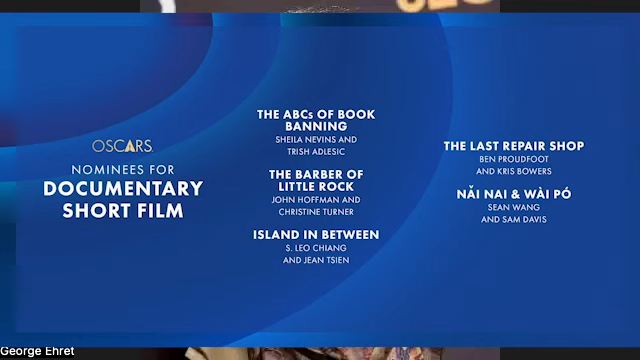 OSCARS
NOMINEES FOR
DOCUMENTARY
SHORT FILM
THE ABCs OF BOOK
BANNING
SHEILA NEVINS AND
TRISH ADLESIC
THE BARBER OF
LITTLE ROCK
JOHN HOFFMAN AND
CHRISTINE TURNER
ISLAND IN BETWEEN
S. LEO CHIANG
AND JEAN TSIEN
THE LAST REPAIR SHOP
BEN PROUDFOOT
AND KRIS BOWERS
NǍI NAI & WÀI PÓ
SEAN WANG
AND SAM DAVIS
George Ehret